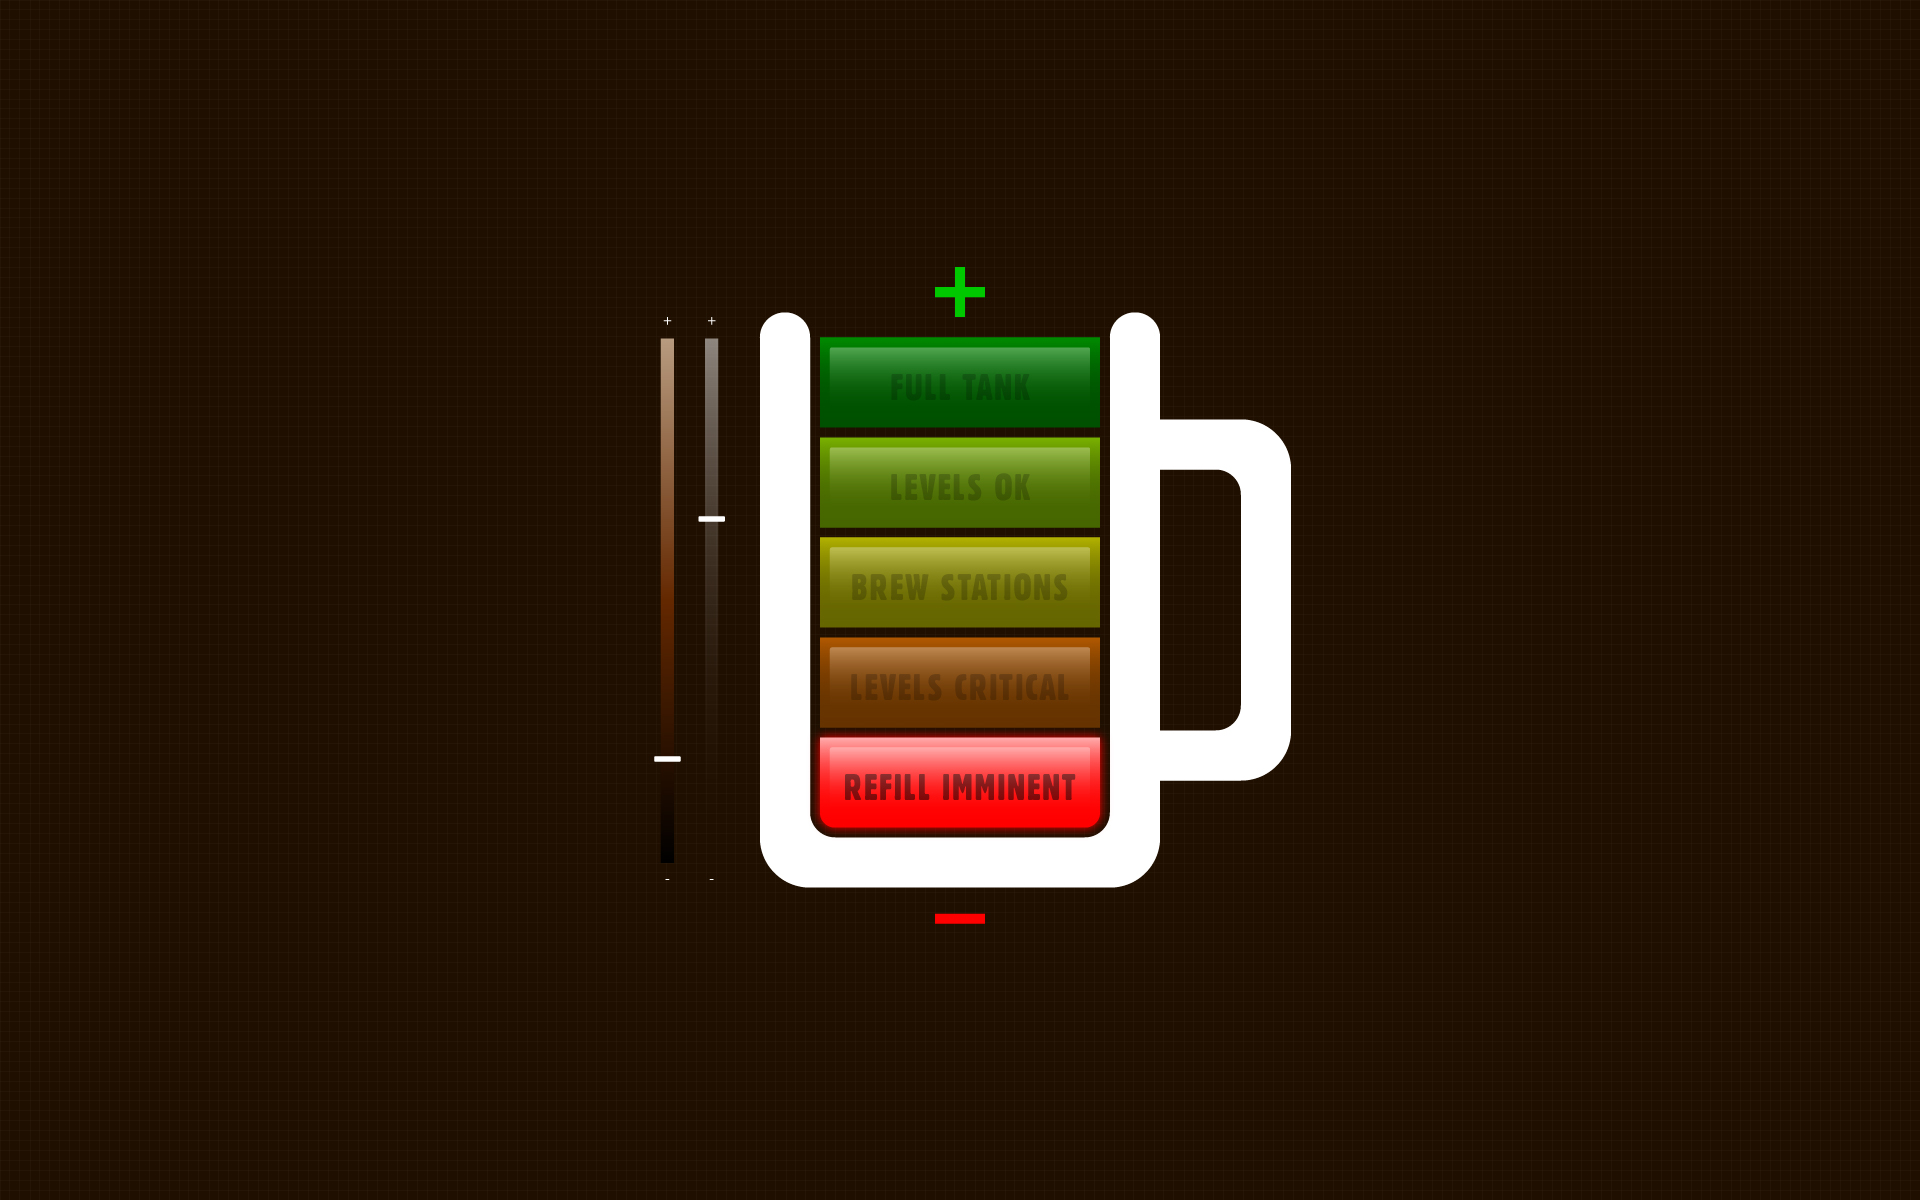 + +
FULL TANK
LEVELS OK
BREW STATIONS
LEVELS CRITICAL
REFILL IMMINENT
- -